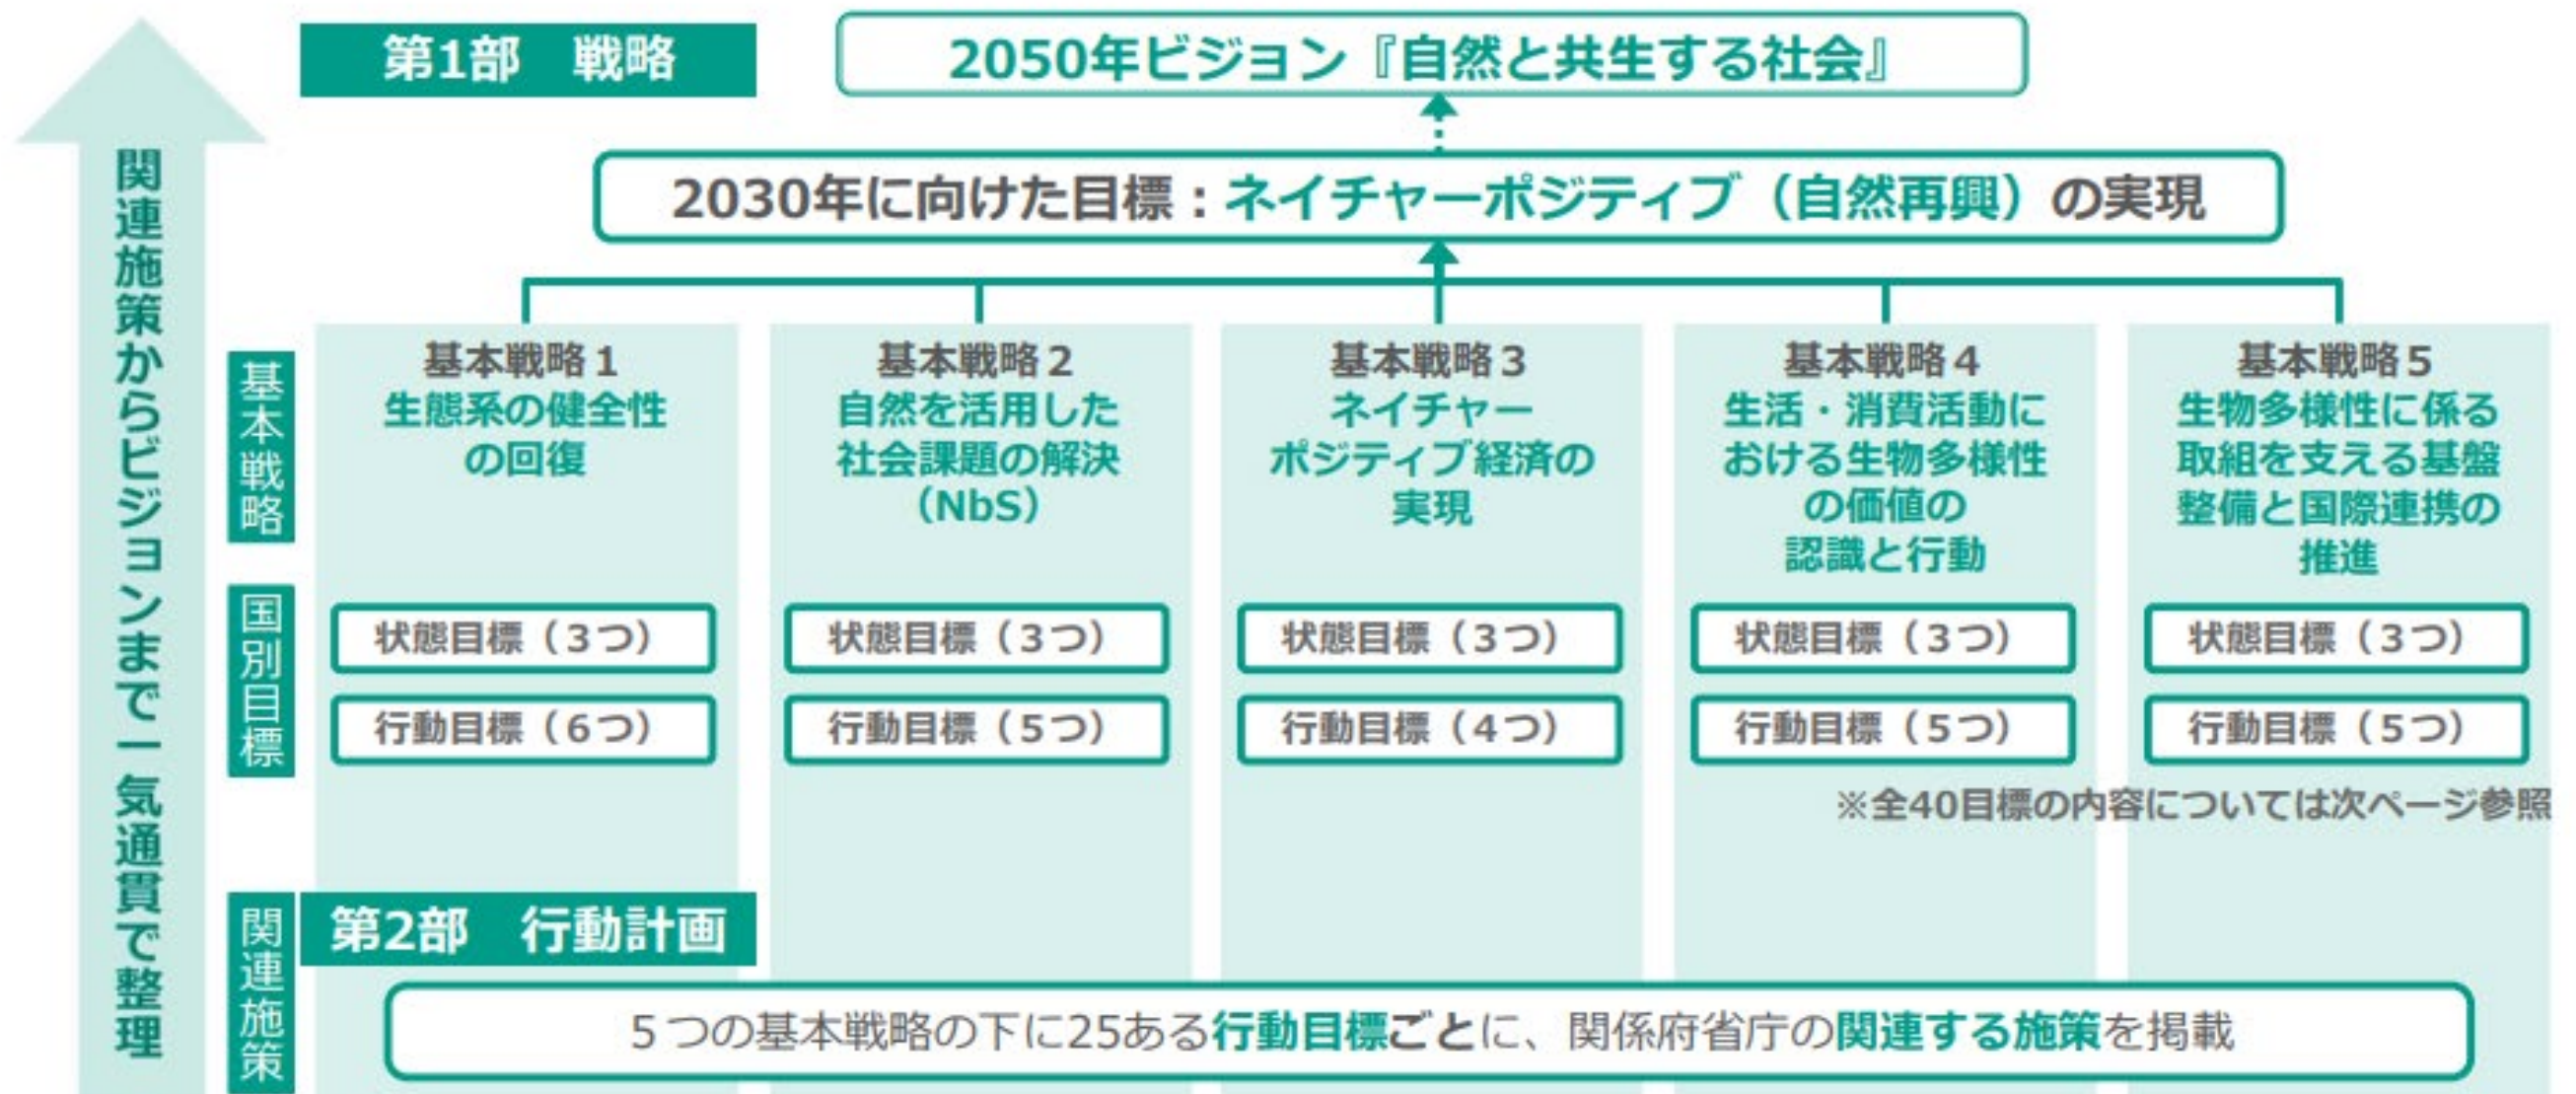 第1部　戦略
2050年ビジョン『自然と共生する社会』
2030年に向けた目標：ネイチャーポジティブ（自然再興）の実現
関連施策からビジョンまで一気通貫で整理
基本戦略
基本戦略１
生態系の健全性
の回復
基本戦略２
自然を活用した
社会課題の解決
（NbS）
基本戦略３
ネイチャー
ポジティブ経済の
実現
基本戦略４
生活・消費活動に
おける生物多様性
の価値の
認識と行動
基本戦略５
生物多様性に係る
取組を支える基盤
整備と国際連携の
推進
国別目標
状態目標（３つ）
状態目標（３つ）
状態目標（３つ）
状態目標（３つ）
状態目標（３つ）
行動目標（６つ）
行動目標（５つ）
行動目標（４つ）
行動目標（５つ）
行動目標（５つ）
※全40目標の内容については次ページ参照
関連施策
第2部　行動計画
５つの基本戦略の下に25ある行動目標ごとに、関係府省庁の関連する施策を掲載